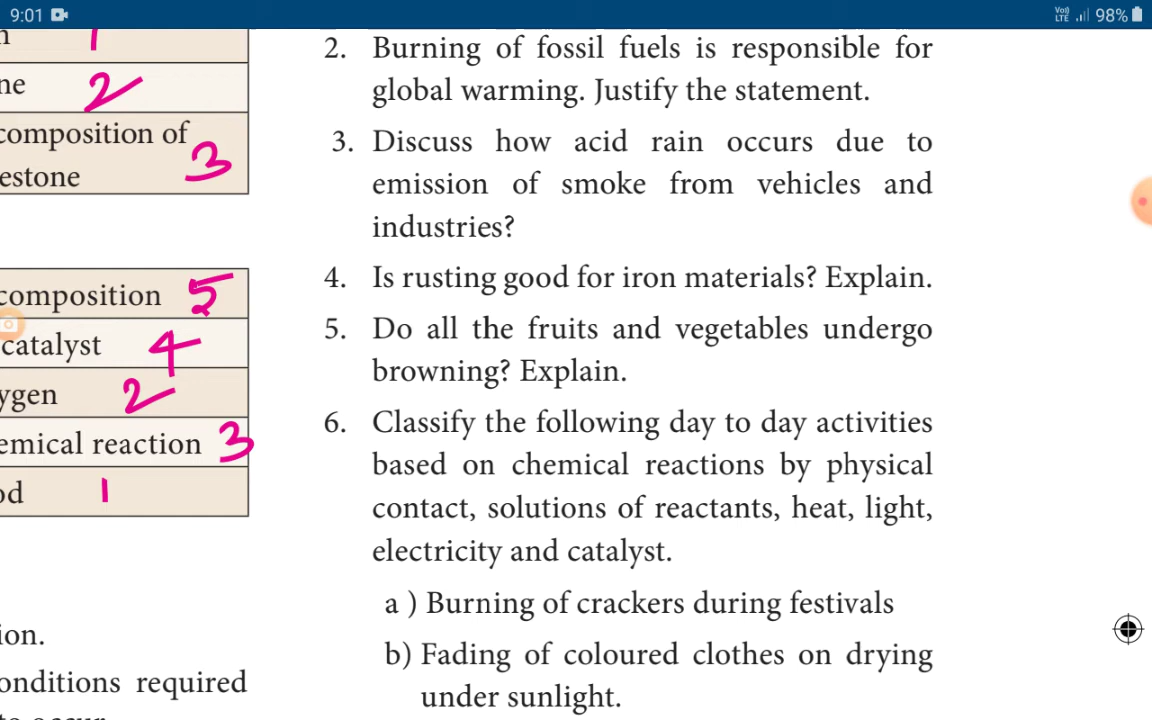 9:01 98%
Vo))
LTE
n 1
ne 2
composition of
estone 3
composition 5
catalyst 4
ygen 2
emical reaction 3
od 1
ion.
onditions required
2. Burning of fossil fuels is responsible for
global warming. Justify the statement.
3. Discuss how acid rain occurs due to
emission of smoke from vehicles and
industries?
4. Is rusting good for iron materials? Explain.
5. Do all the fruits and vegetables undergo
browning? Explain.
6. Classify the following day to day activities
based on chemical reactions by physical
contact, solutions of reactants, heat, light,
electricity and catalyst.
a ) Burning of crackers during festivals
b) Fading of coloured clothes on drying
under sunlight.